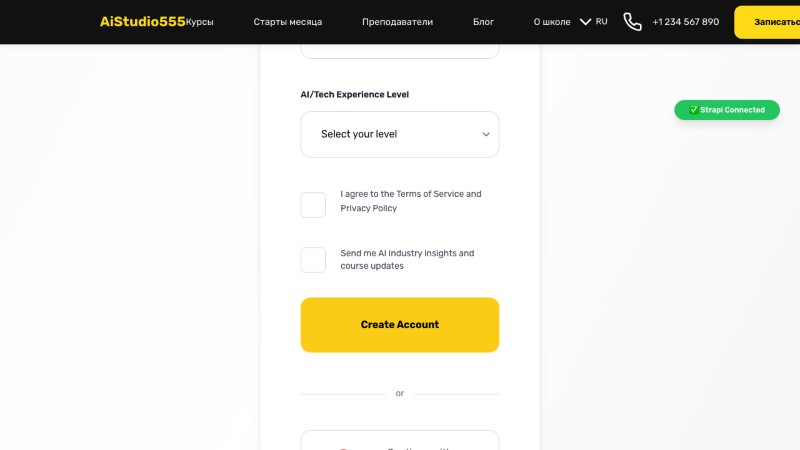 AiStudio555 Курсы Старты месяца Преподаватели Блог О школе RU +1 234 567 890
AI/Tech Experience Level
✅ Strapi Connected
Select your level
I agree to the Terms of Service and
Privacy Policy
Send me AI industry insights and
course updates
Create Account
or